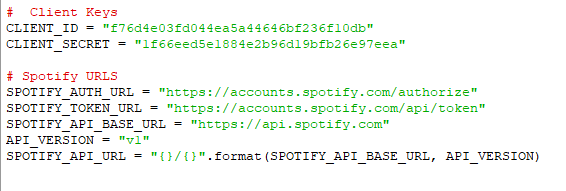 #  Client Keys
CLIENT_ID = "f76d4e03fd044ea5a44646bf236f10db"
CLIENT_SECRET = "1f66eed5e1884e2b96d19bfb26e97eea"
# Spotify URLS
SPOTIFY_AUTH_URL = "https://accounts.spotify.com/authorize"
SPOTIFY_TOKEN_URL = "https://accounts.spotify.com/api/token"
SPOTIFY_API_BASE_URL = "https://api.spotify.com"
API_VERSION = "v1"
SPOTIFY_API_URL = "{}/{}".format(SPOTIFY_API_BASE_URL, API_VERSION)